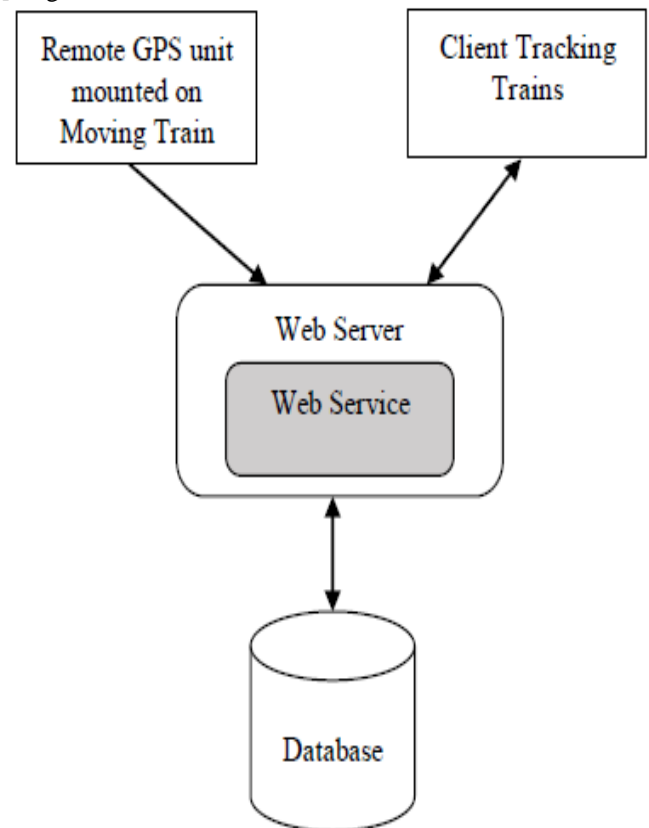 Remote GPS unit
mounted on
Moving Train
Client Tracking
Trains
Web Server
Web Service
Database